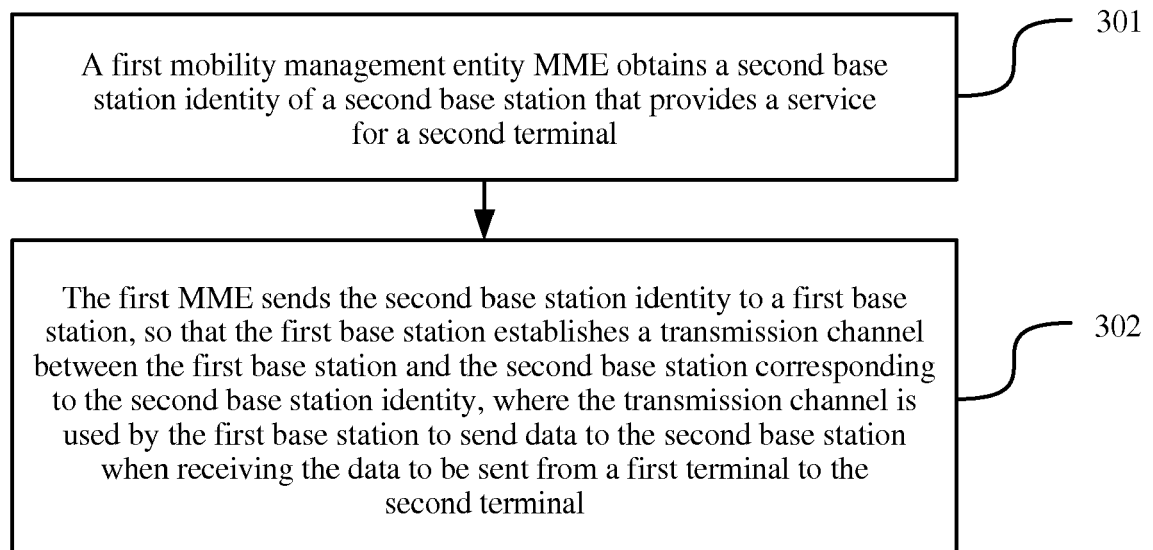 301
A first mobility management entity MME obtains a second base
station identity of a second base station that provides a service
for a second terminal
302
The first MME sends the second base station identity to a first base
station, so that the first base station establishes a transmission channel
between the first base station and the second base station corresponding
to the second base station identity, where the transmission channel is
used by the first base station to send data to the second base station
when receiving the data to be sent from a first terminal to the
second terminal